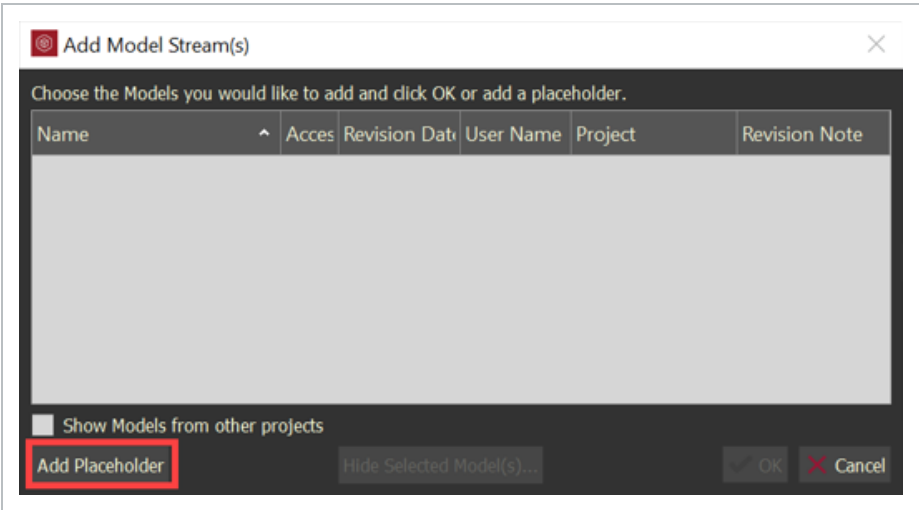 Add Model Stream(s)
Choose the Models you would like to add and click OK or add a placeholder.
Name Acces Revision Date User Name Project Revision Note
Show Models from other projects
Add Placeholder Hide Selected Model(s)... OK Cancel